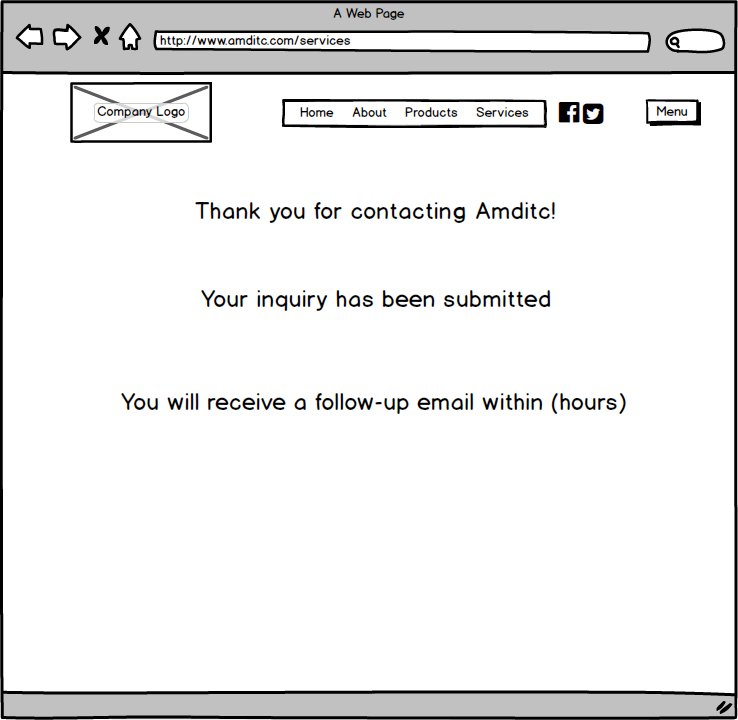 A Web Page
http://www.amditc.com/services
Company Logo
Home About Products Services
Menu
Thank you for contacting Amditc!
Your inquiry has been submitted
You will receive a follow-up email within (hours)